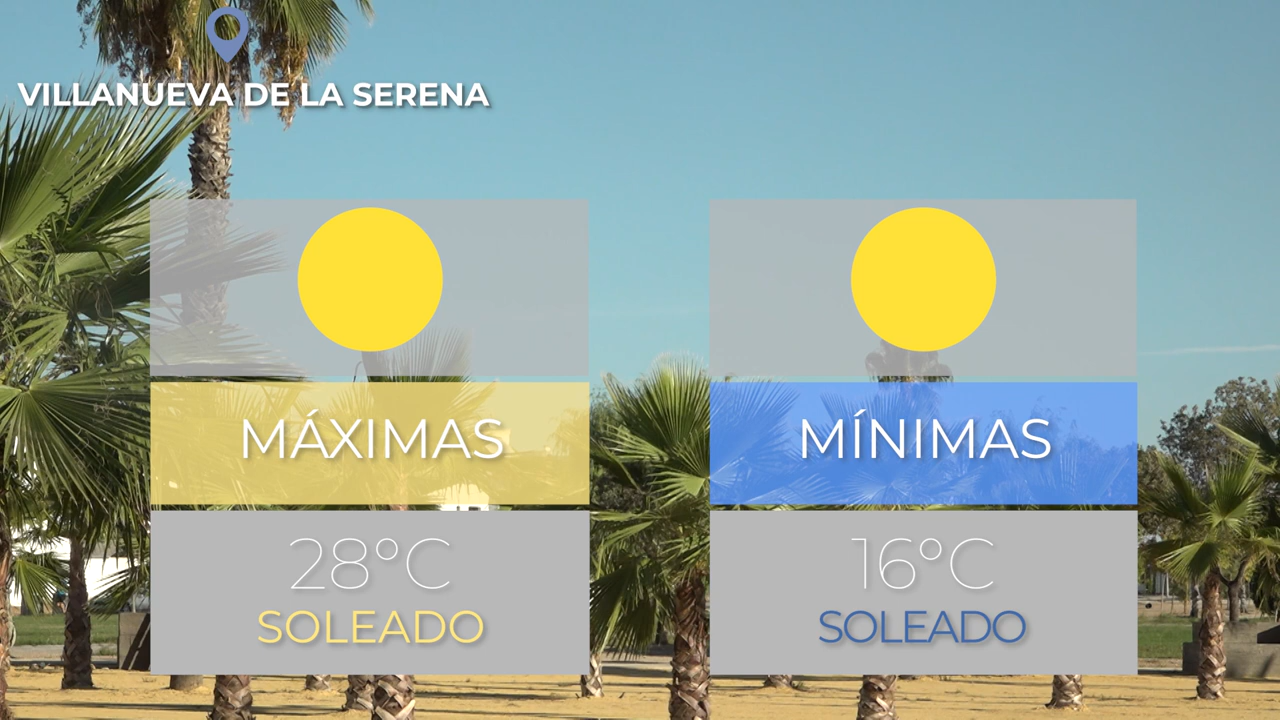 VILLANUEVA DE LA SERENA
MÁXIMAS
28°C
SOLEADO
MÍNIMAS
16°C
SOLEADO